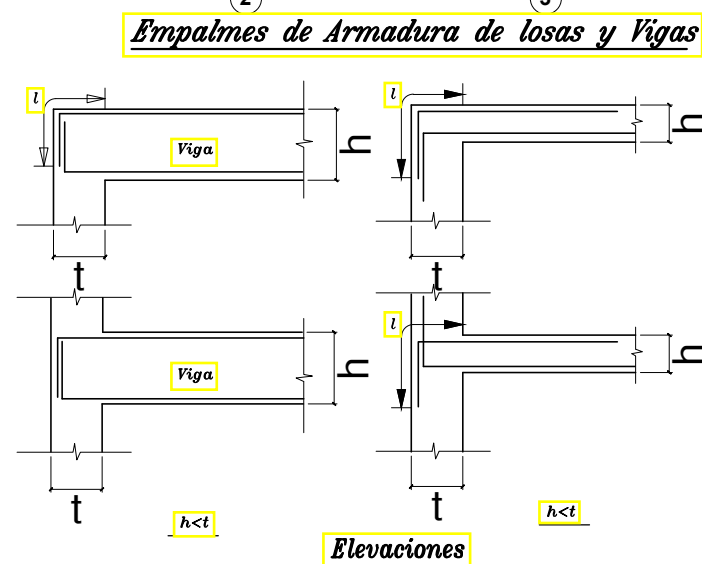 2 3
Empalmes de Armadura de losas y Vigas
l
l
Viga
h
h
t
t
l
Viga
h
h
t
t
h<t
h<t
Elevaciones